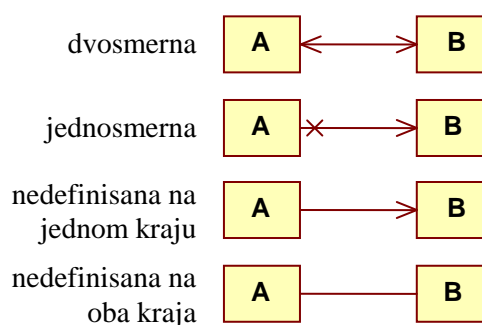 dvosmerna A B
jednosmerna A B
nedefinisana na
jednom kraju A B
nedefinisana na
oba kraja A B